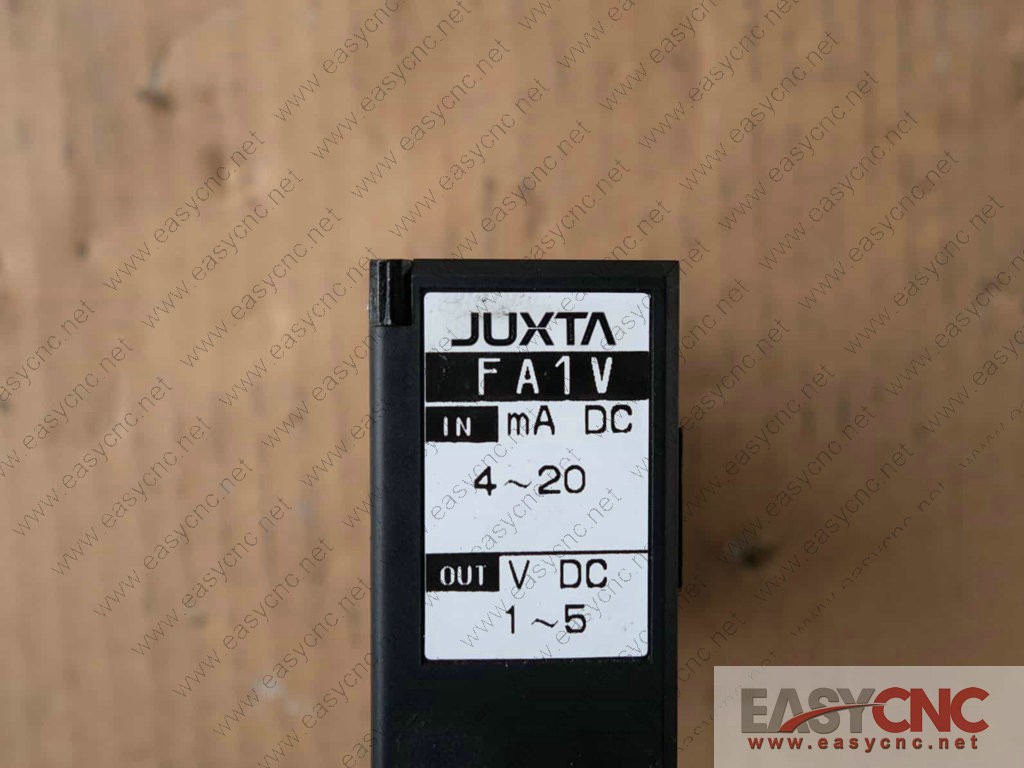 JUXTA
FA1V
IN mA DC
4~20
OUT V DC
1~5
EASYCNC
www.easycnc.net